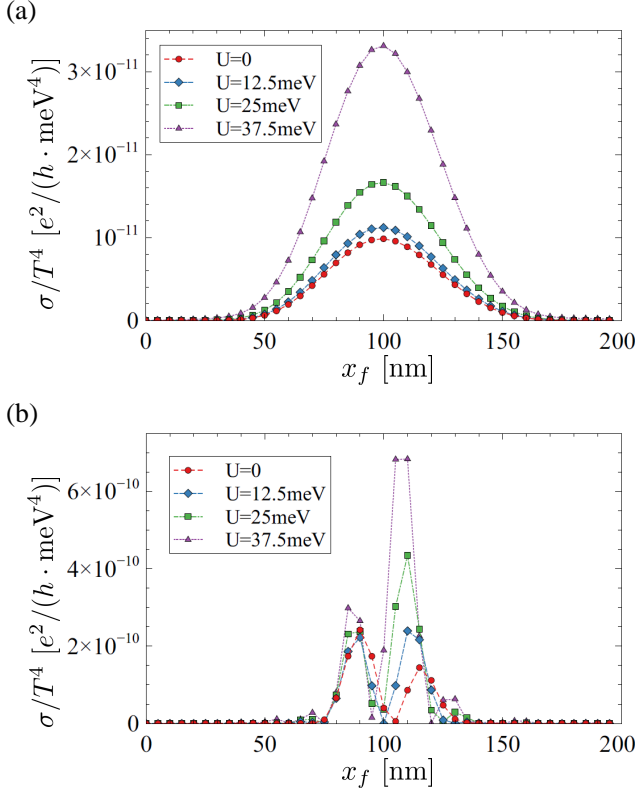 (a)
σ/T⁴ [e²/(h · meV⁴)]
3×10⁻¹¹
2×10⁻¹¹
10⁻¹¹
0
U=0
U=12.5meV
U=25meV
U=37.5meV
0 50 100 150 200
x_f [nm]
(b)
σ/T⁴ [e²/(h · meV⁴)]
6×10⁻¹⁰
4×10⁻¹⁰
2×10⁻¹⁰
0
U=0
U=12.5meV
U=25meV
U=37.5meV
0 50 100 150 200
x_f [nm]